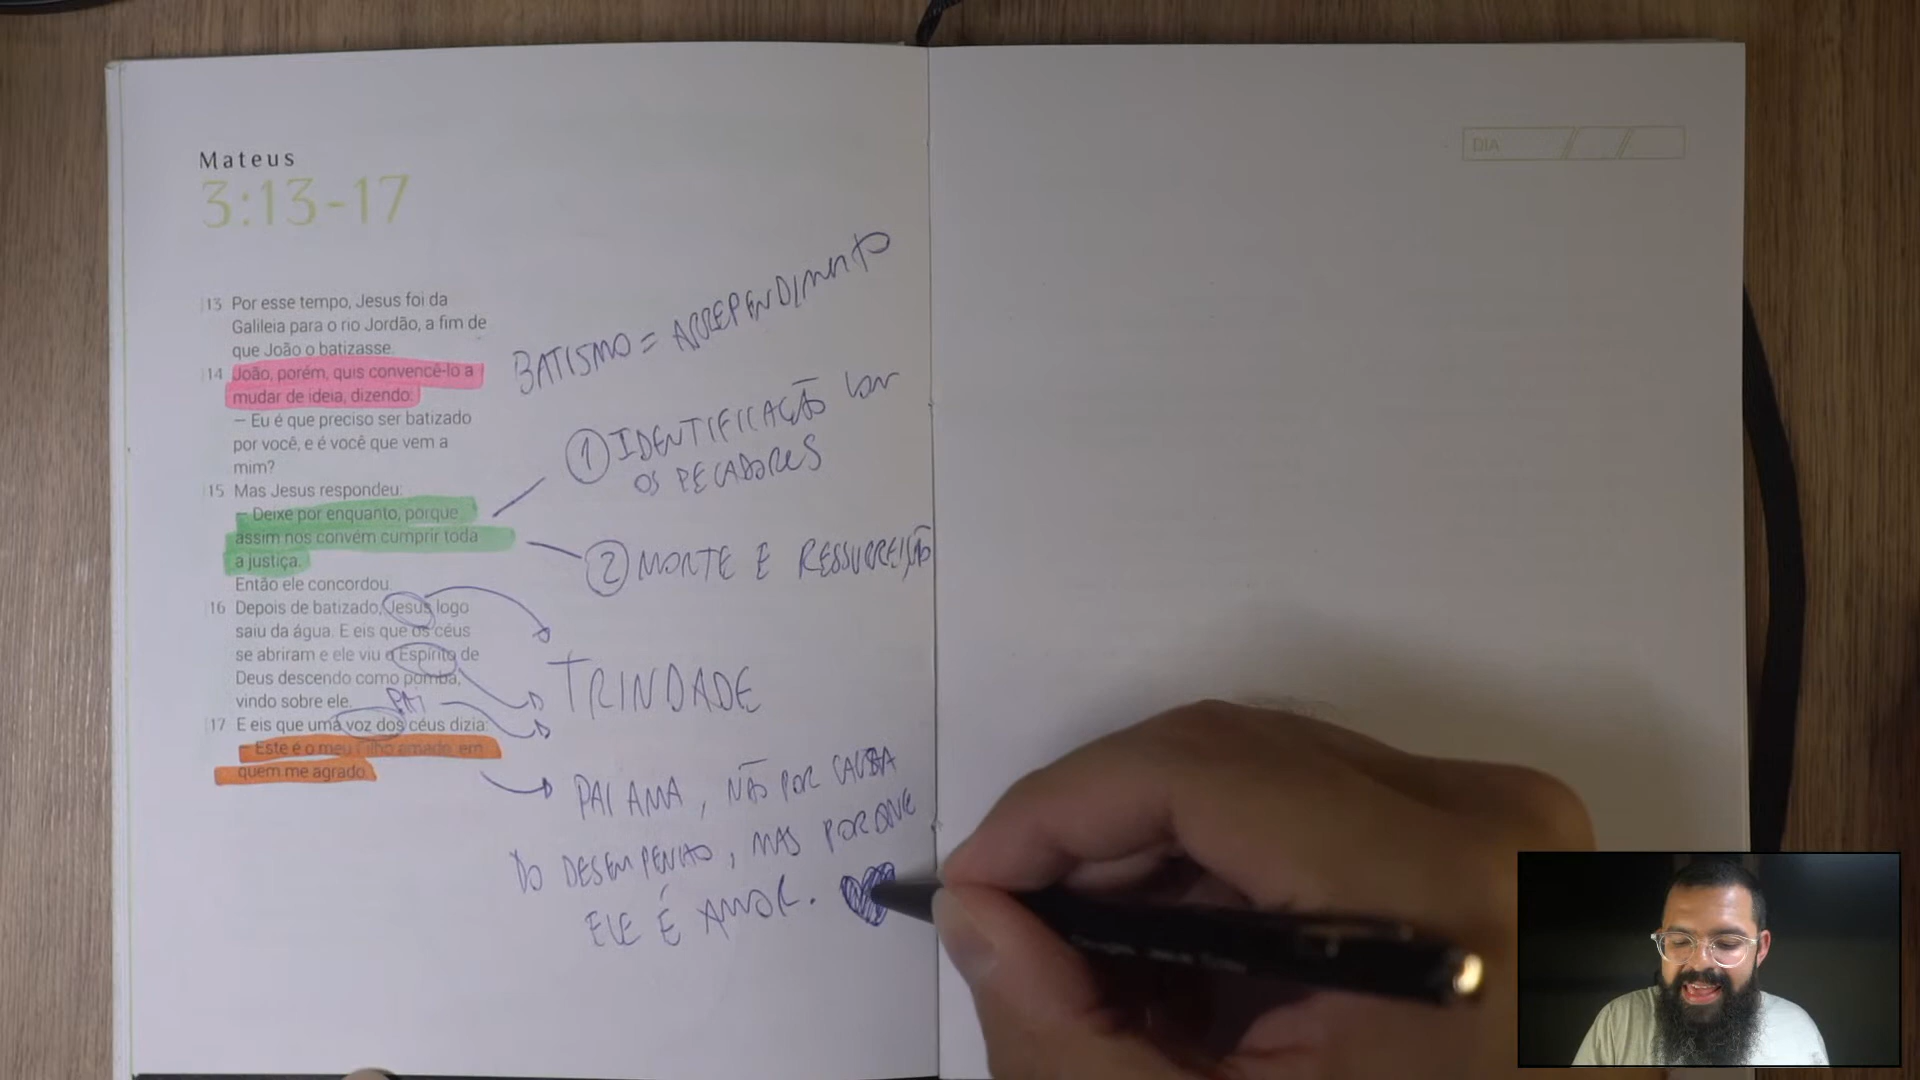 Mateus
3:13-17
13 Por esse tempo, Jesus foi da
Galileia para o rio Jordão, a fim de
que João o batizasse.
14 João, porém, quis convencê-lo a
mudar de ideia, dizendo:
— Eu é que preciso ser batizado
por você, e é você que vem a
mim?
15 Mas Jesus respondeu:
— Deixe por enquanto, porque
assim nos convém cumprir toda
a justiça.
Então ele concordou.
16 Depois de batizado, Jesus logo
saiu da água. E eis que os céus
se abriram e ele viu o Espírito de
Deus descendo como pomba,
vindo sobre ele.
PAI
17 E eis que uma voz dos céus dizia:
— Este é o meu Filho amado, em
quem me agrado.
BATISMO = ARREPENDIMENTO
1 IDENTIFICAÇÃO COM
OS PECADORES
2 MORTE E RESSURREIÇÃO
TRINDADE
PAI AMA, NÃO POR CAUSA
DO DESEMPENHO, MAS PORQUE
ELE É AMOR.
DIA